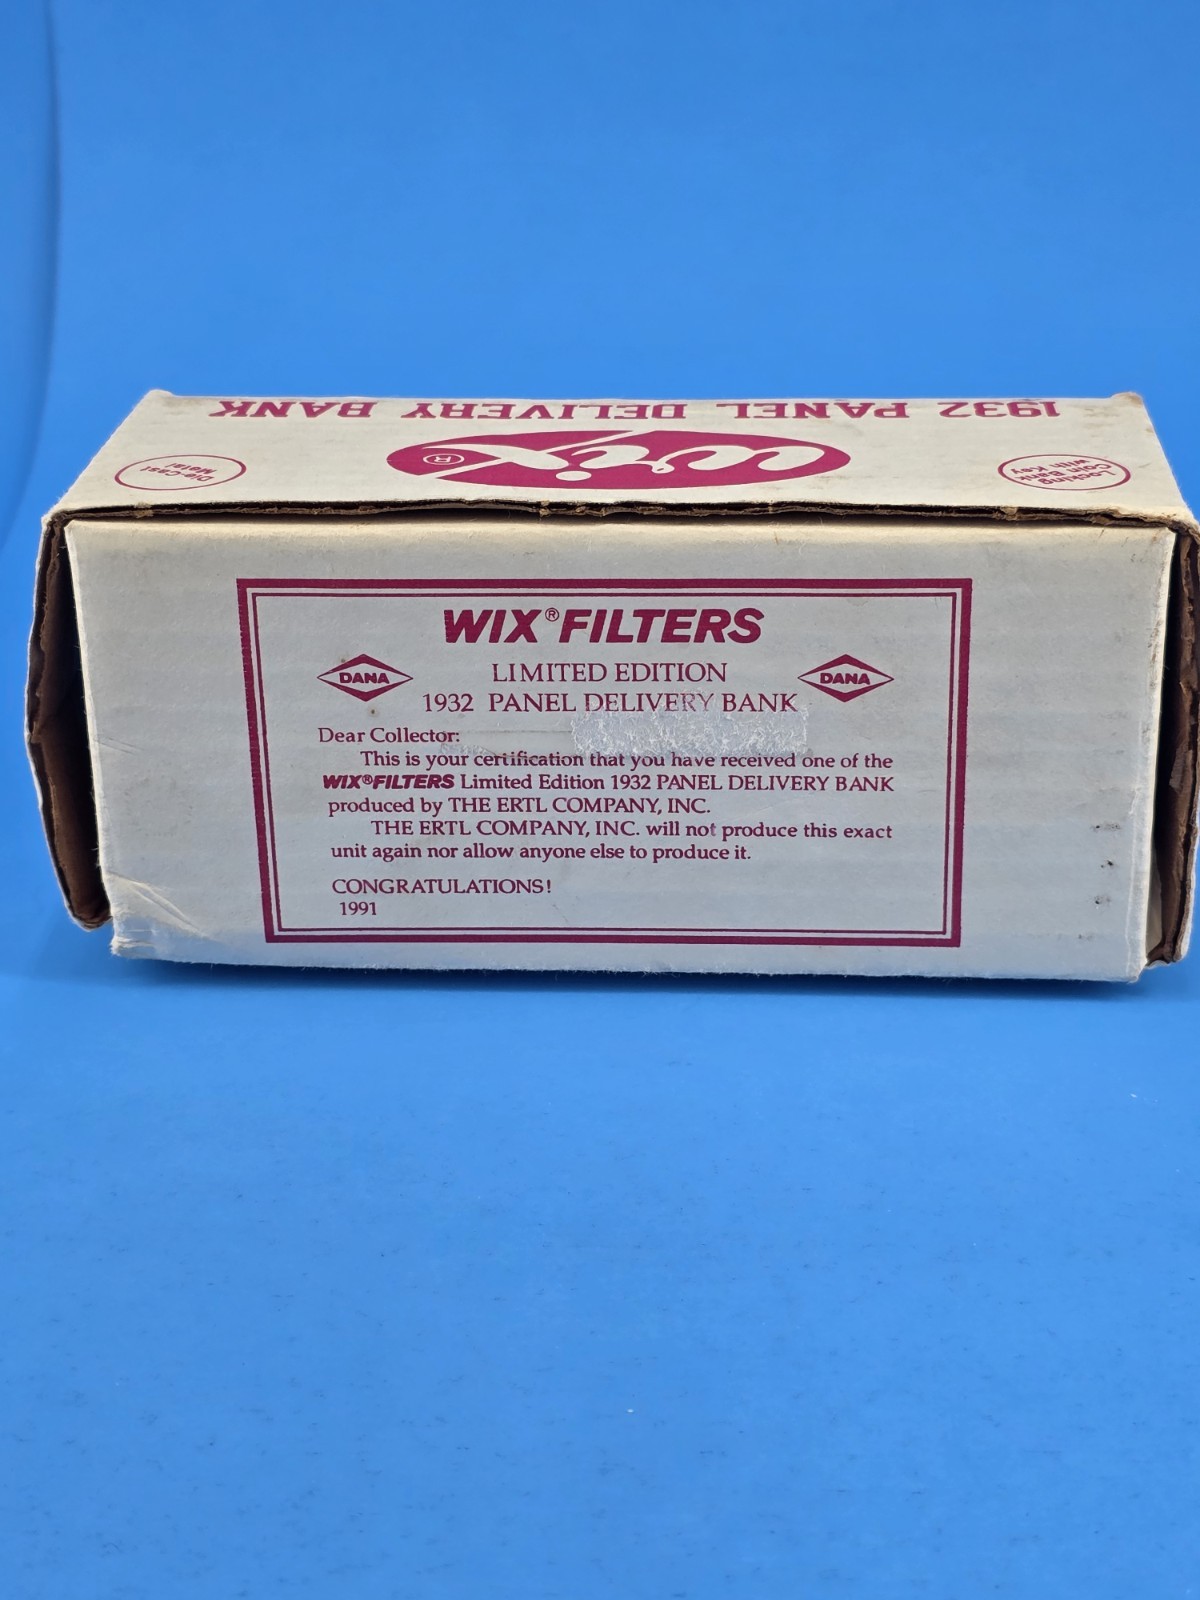 1932 PANEL DELIVERY BANK
Locking
Coin Bank
with Key
wix®
Die-Cast
Metal
WIX® FILTERS
DANA
LIMITED EDITION
DANA
1932 PANEL DELIVERY BANK
Dear Collector:
This is your certification that you have received one of the
WIX® FILTERS Limited Edition 1932 PANEL DELIVERY BANK
produced by THE ERTL COMPANY, INC.
THE ERTL COMPANY, INC. will not produce this exact
unit again nor allow anyone else to produce it.
CONGRATULATIONS!
1991